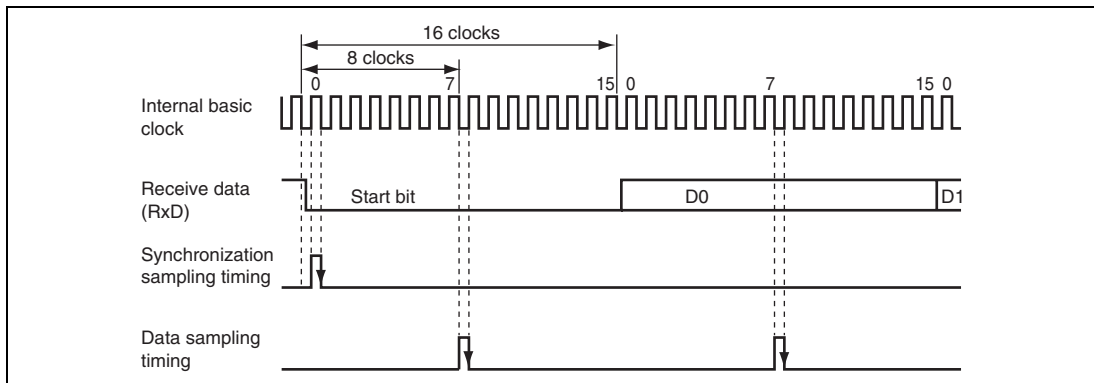 16 clocks
8 clocks
0 7 15 0 7 15 0
Internal basic
clock
Receive data
(RxD)
Start bit D0 D1
Synchronization
sampling timing
Data sampling
timing